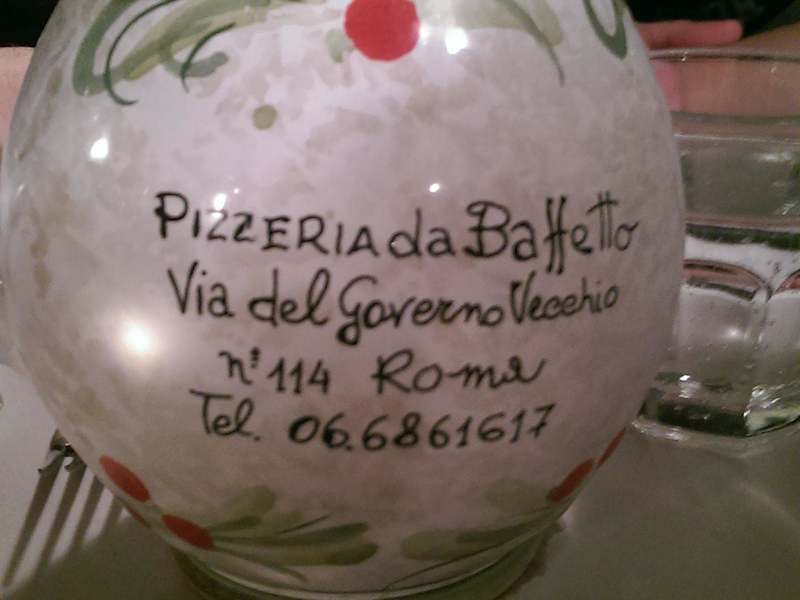 PIZZERIA da Baffetto
Via del Governo Vecchio
n° 114 Roma
Tel. 06.6861617